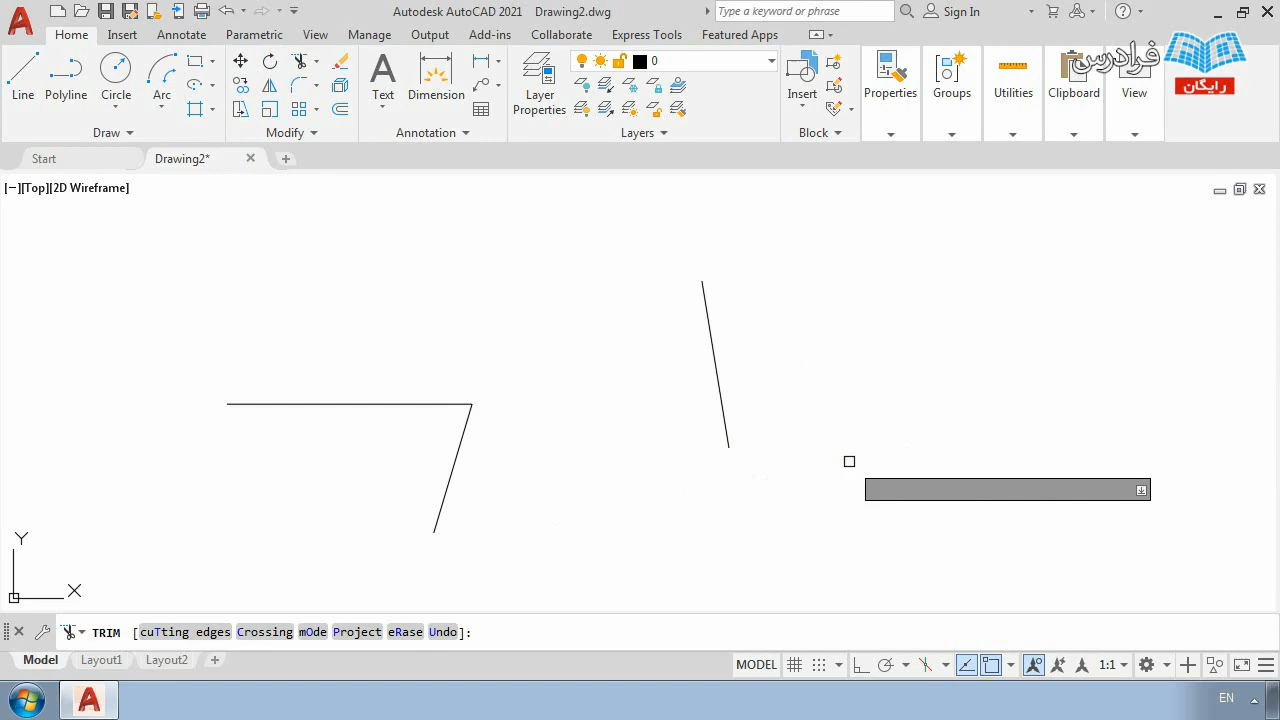 Autodesk AutoCAD 2021 Drawing2.dwg
Type a keyword or phrase
Sign In
Home Insert Annotate Parametric View Manage Output Add-ins Collaborate Express Tools Featured Apps
فرادرس
رایگان
0
Line Polyline Circle Arc
Text Dimension
Layer
Properties
Insert
Properties Groups Utilities Clipboard View
Draw Modify Annotation Layers Block
Start Drawing2*
[−][Top][2D Wireframe]
Y
X
TRIM [cuTting edges Crossing mOde Project eRase Undo]:
Model Layout1 Layout2
MODEL 1:1
EN